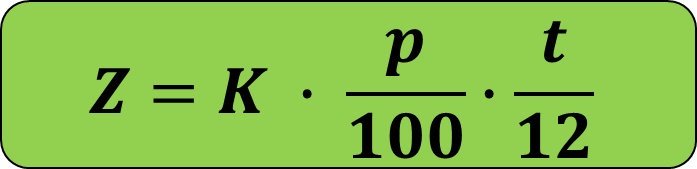 Z = K · p/100 · t/12